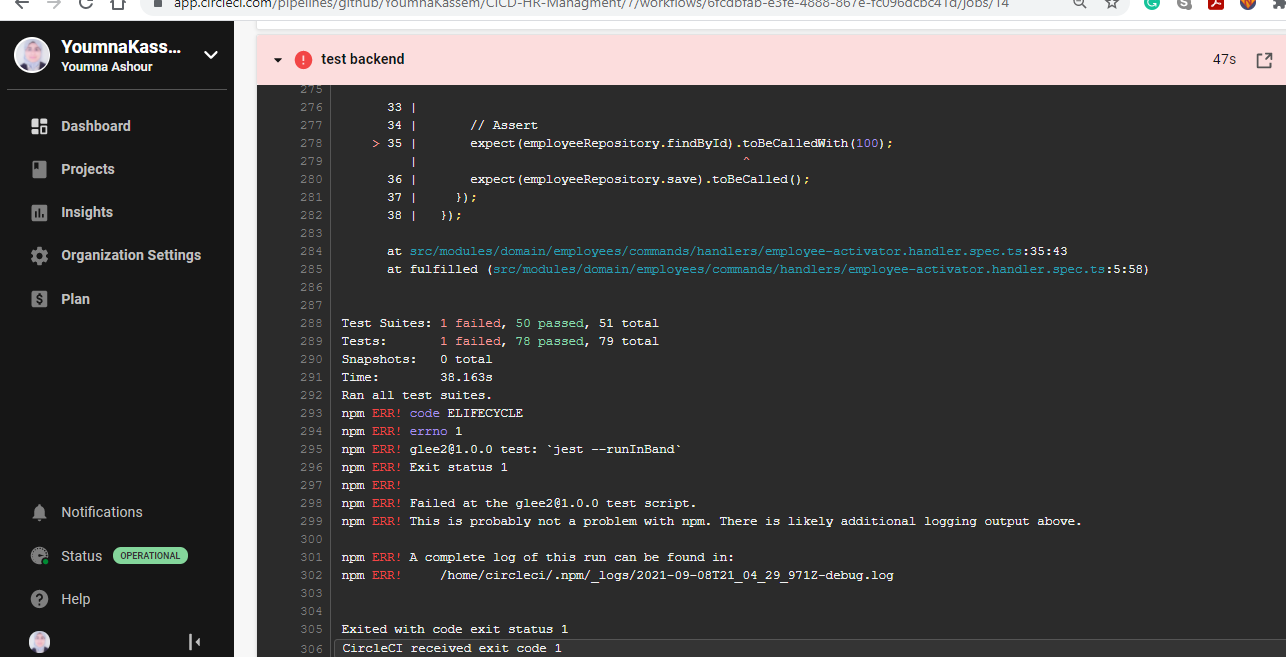 app.circleci.com/pipelines/github/YoumnaKassem/CICD-HR-Managment/7/workflows/6fcdbfab-e3fe-4888-867e-fc096dcbc41d/jobs/14
YoumnaKass...
Youmna Ashour
Dashboard
Projects
Insights
Organization Settings
Plan
Notifications
Status OPERATIONAL
Help
test backend 47s
275
276 33 |
277 34 | // Assert
278 > 35 | expect(employeeRepository.findById).toBeCalledWith(100);
279 | ^
280 36 | expect(employeeRepository.save).toBeCalled();
281 37 | });
282 38 | });
283
284 at src/modules/domain/employees/commands/handlers/employee-activator.handler.spec.ts:35:43
285 at fulfilled (src/modules/domain/employees/commands/handlers/employee-activator.handler.spec.ts:5:58)
286
287
288 Test Suites: 1 failed, 50 passed, 51 total
289 Tests: 1 failed, 78 passed, 79 total
290 Snapshots: 0 total
291 Time: 38.163s
292 Ran all test suites.
293 npm ERR! code ELIFECYCLE
294 npm ERR! errno 1
295 npm ERR! glee2@1.0.0 test: `jest --runInBand`
296 npm ERR! Exit status 1
297 npm ERR!
298 npm ERR! Failed at the glee2@1.0.0 test script.
299 npm ERR! This is probably not a problem with npm. There is likely additional logging output above.
300
301 npm ERR! A complete log of this run can be found in:
302 npm ERR! /home/circleci/.npm/_logs/2021-09-08T21_04_29_971Z-debug.log
303
304
305 Exited with code exit status 1
306 CircleCI received exit code 1